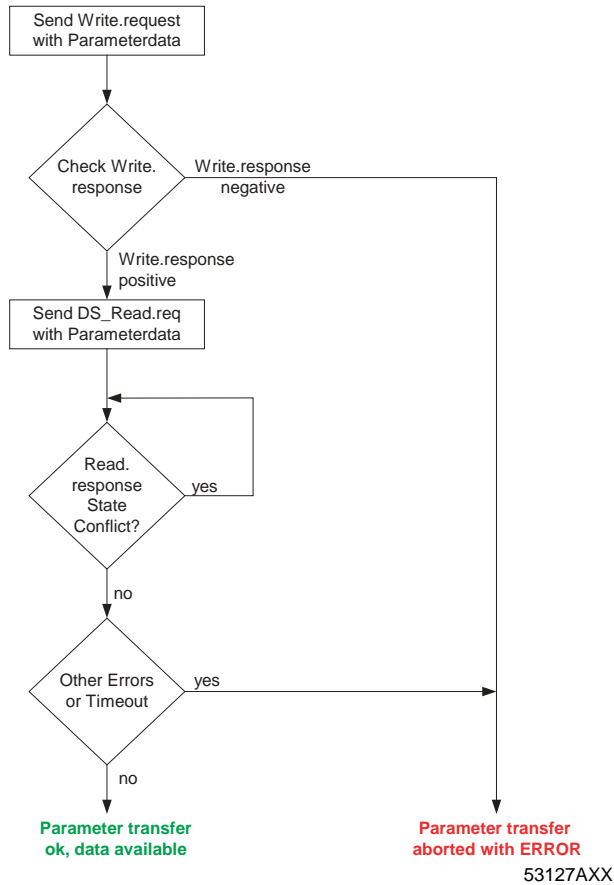 Send Write.request
with Parameterdata
Check Write.
response
Write.response
negative
Write.response
positive
Send DS_Read.req
with Parameterdata
Read.
response
State
Conflict?
yes
no
Other Errors
or Timeout
yes
no
Parameter transfer
ok, data available
Parameter transfer
aborted with ERROR
53127AXX